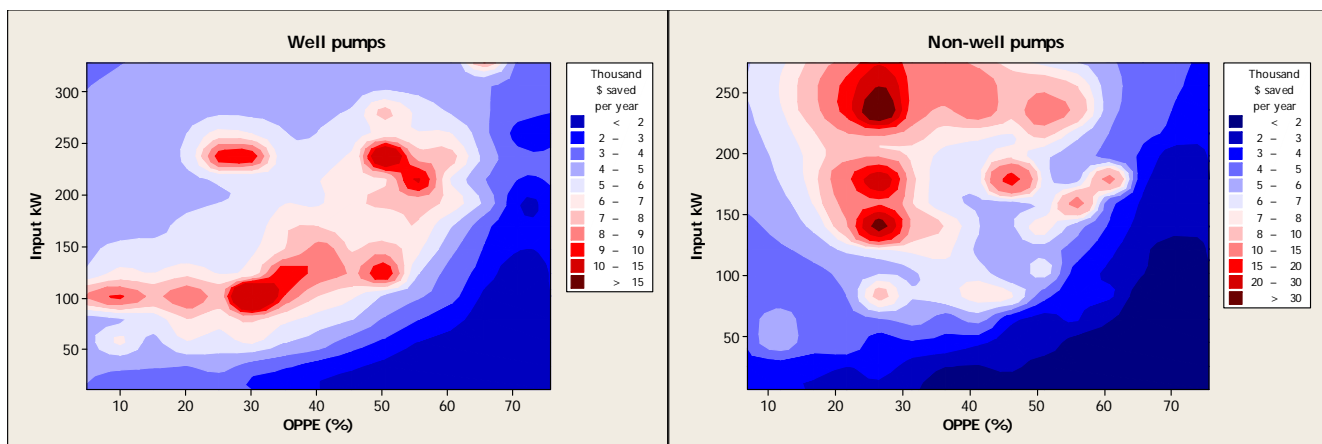 Well pumps
Input kW
300
250
200
150
100
50
10 20 30 40 50 60 70
OPPE (%)
Thousand
$ saved
per year
< 2
2 – 3
3 – 4
4 – 5
5 – 6
6 – 7
7 – 8
8 – 9
9 – 10
10 – 15
> 15
Non-well pumps
Input kW
250
200
150
100
50
10 20 30 40 50 60 70
OPPE (%)
Thousand
$ saved
per year
< 2
2 – 3
3 – 4
4 – 5
5 – 6
6 – 7
7 – 8
8 – 10
10 – 15
15 – 20
20 – 30
> 30